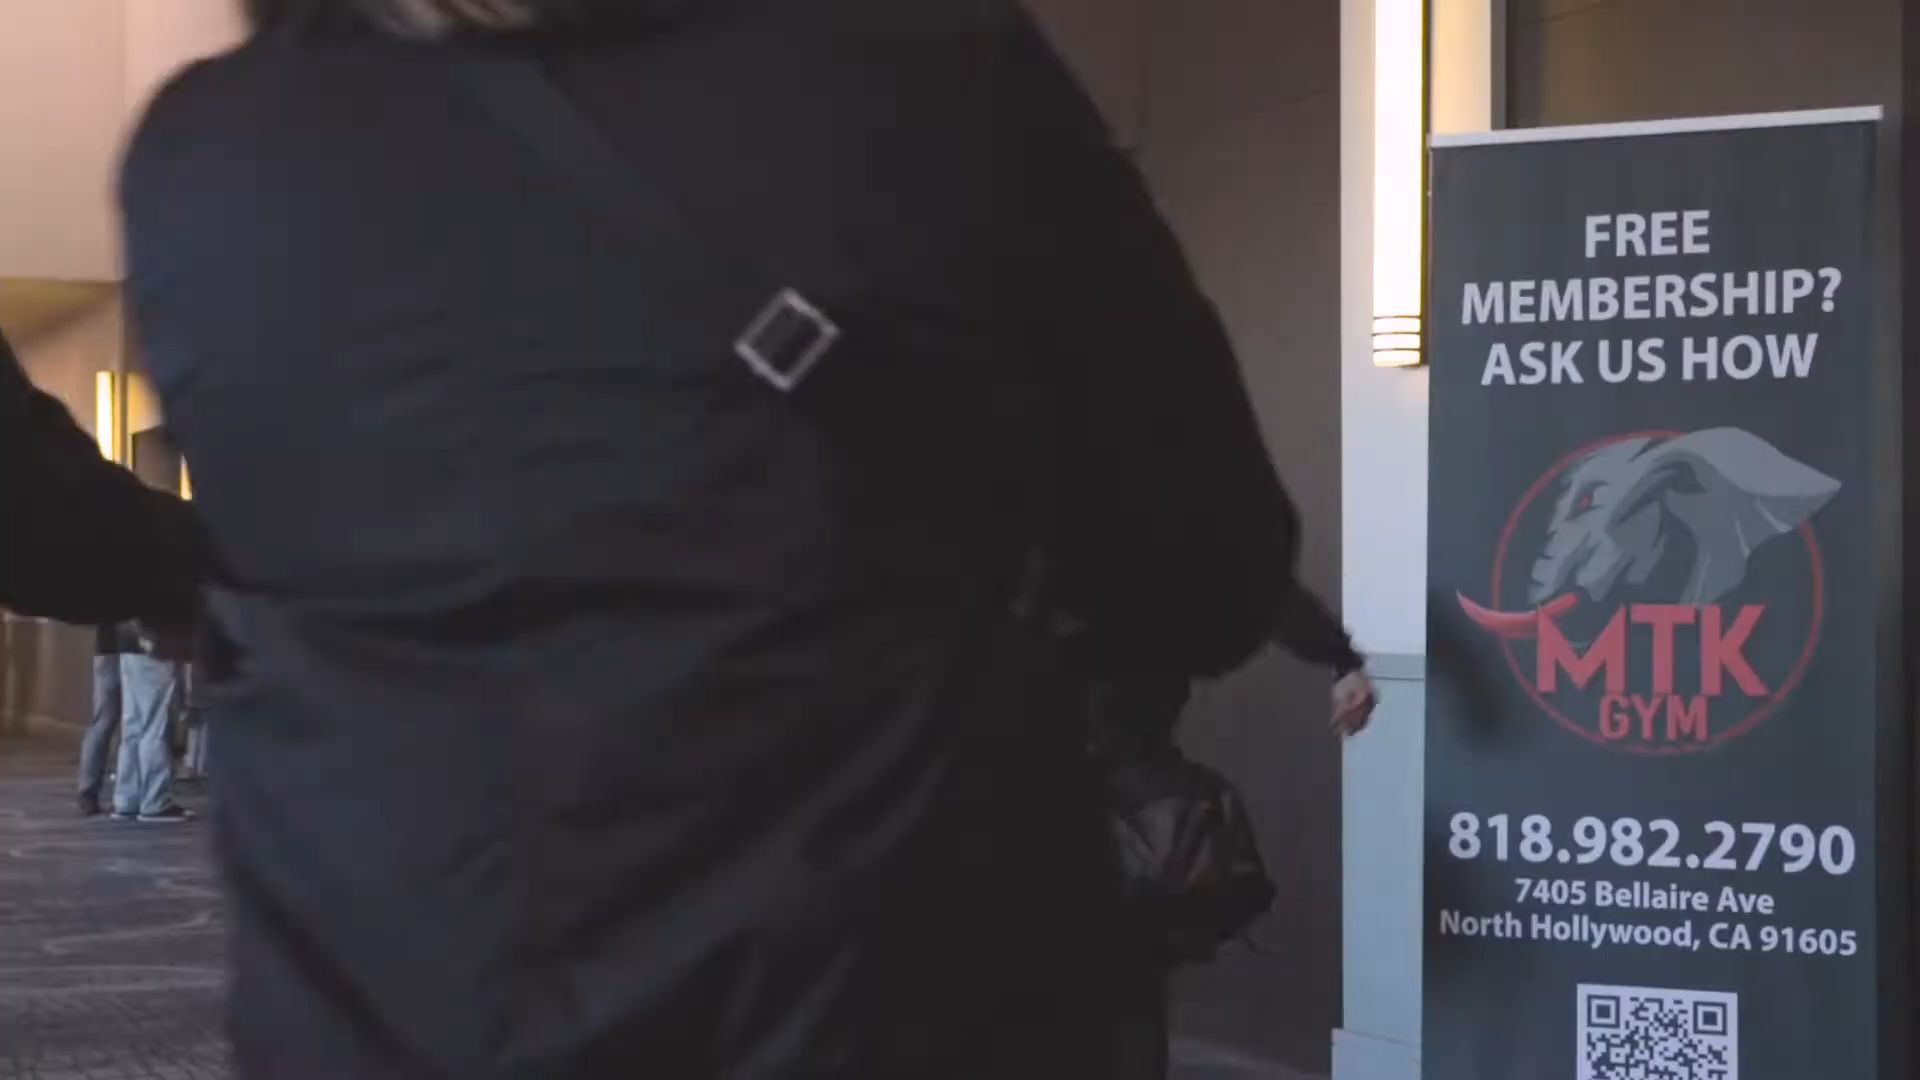 FREE
MEMBERSHIP?
ASK US HOW
MTK
GYM
818.982.2790
7405 Bellaire Ave
North Hollywood, CA 91605